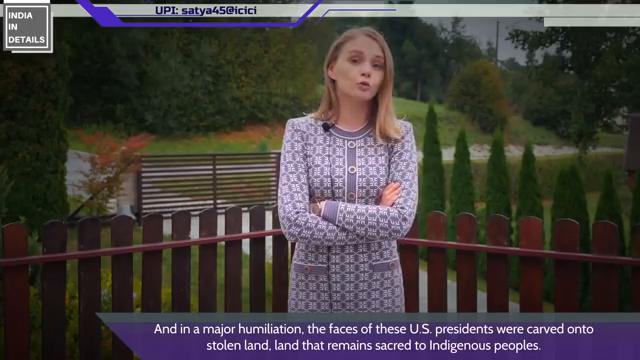 UPI: satya45@icici
INDIA
IN
DETAILS
And in a major humiliation, the faces of these U.S. presidents were carved onto
stolen land, land that remains sacred to Indigenous peoples.